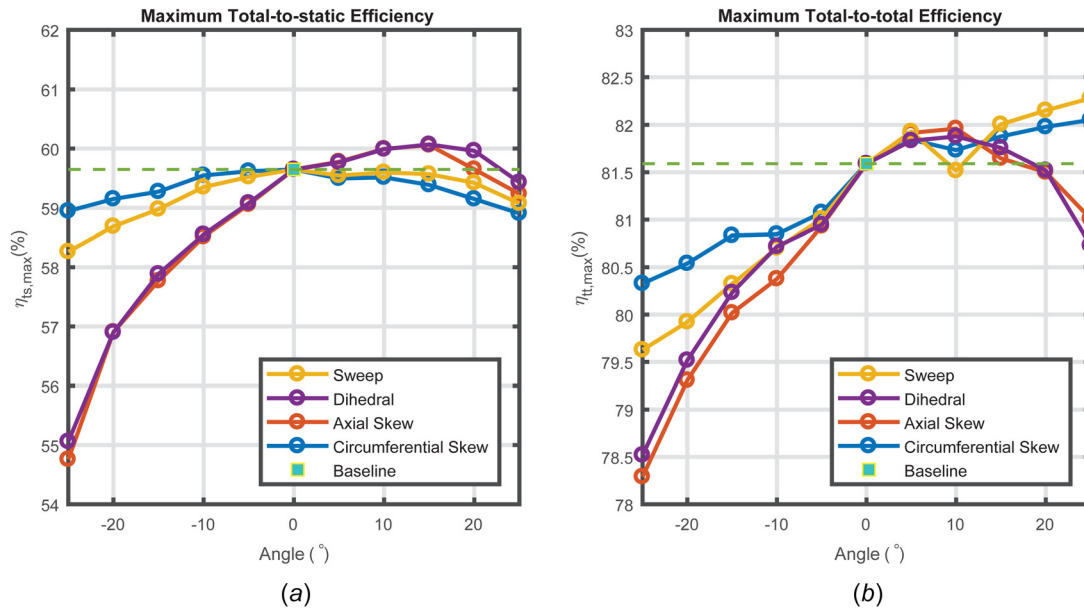 Maximum Total-to-static Efficiency
62
61
60
59
58
57
56
55
54
ηts,max(%)
-20
-10
0
10
20
Angle ( °)
Sweep
Dihedral
Axial Skew
Circumferential Skew
Baseline
(a)
Maximum Total-to-total Efficiency
83
82.5
82
81.5
81
80.5
80
79.5
79
78.5
78
ηtt,max(%)
-20
-10
0
10
20
Angle ( °)
Sweep
Dihedral
Axial Skew
Circumferential Skew
Baseline
(b)